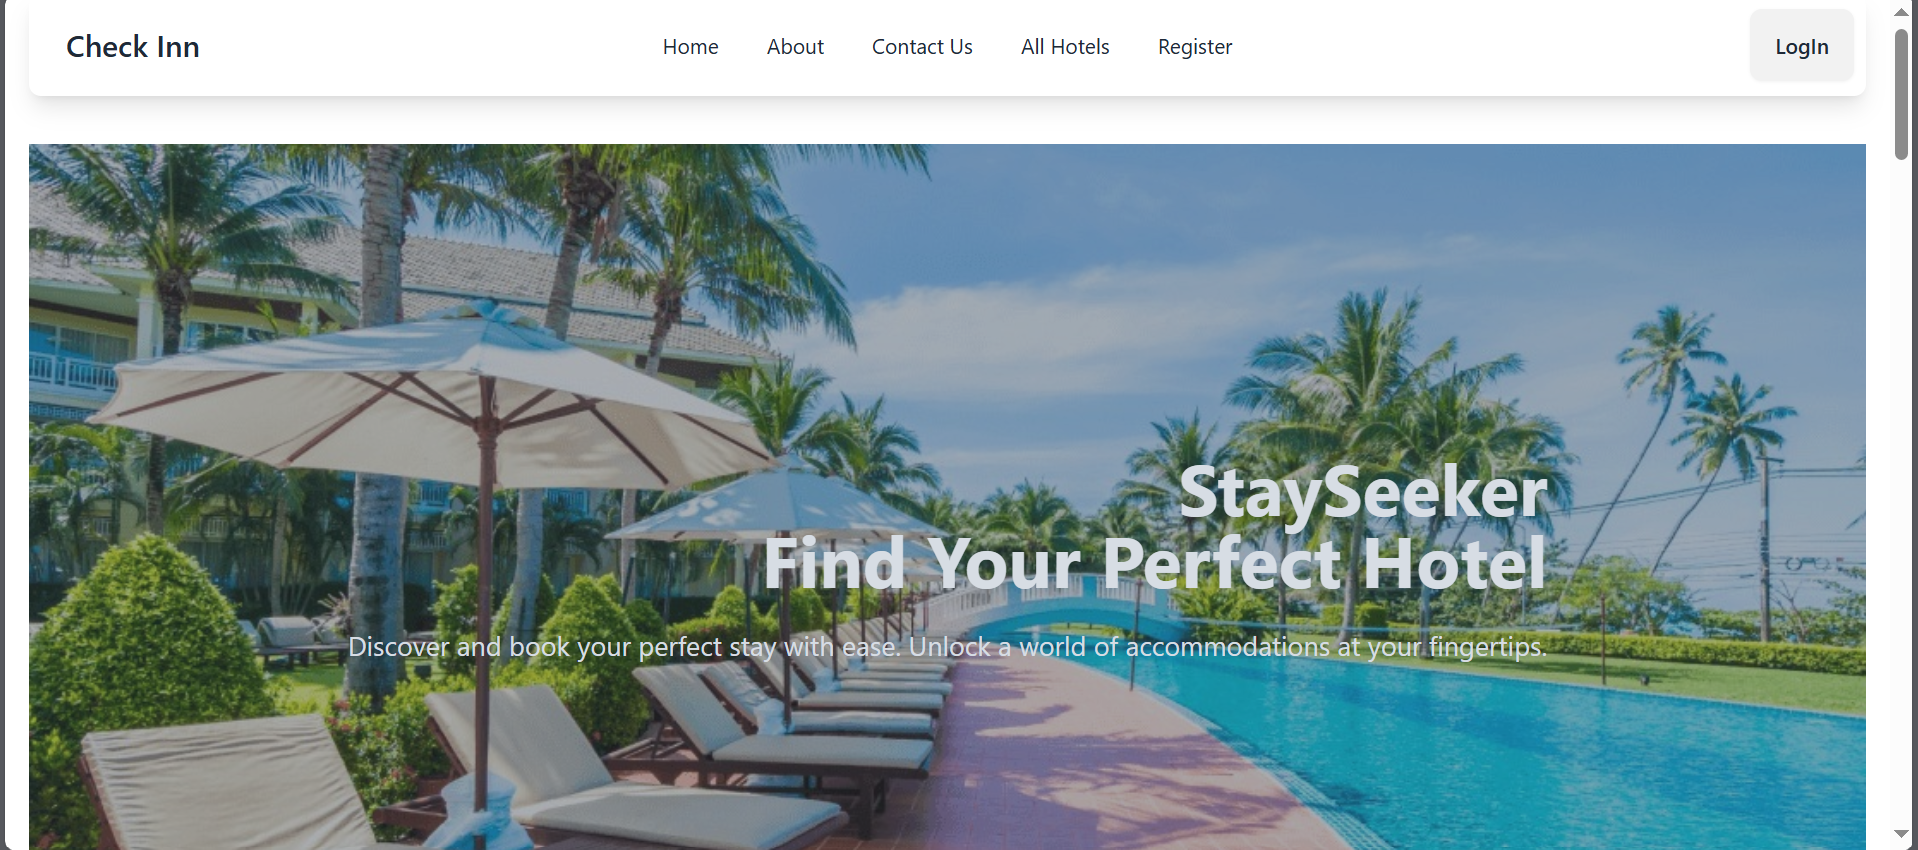 Check Inn
Home About Contact Us All Hotels Register
LogIn
StaySeeker
Find Your Perfect Hotel
Discover and book your perfect stay with ease. Unlock a world of accommodations at your fingertips.